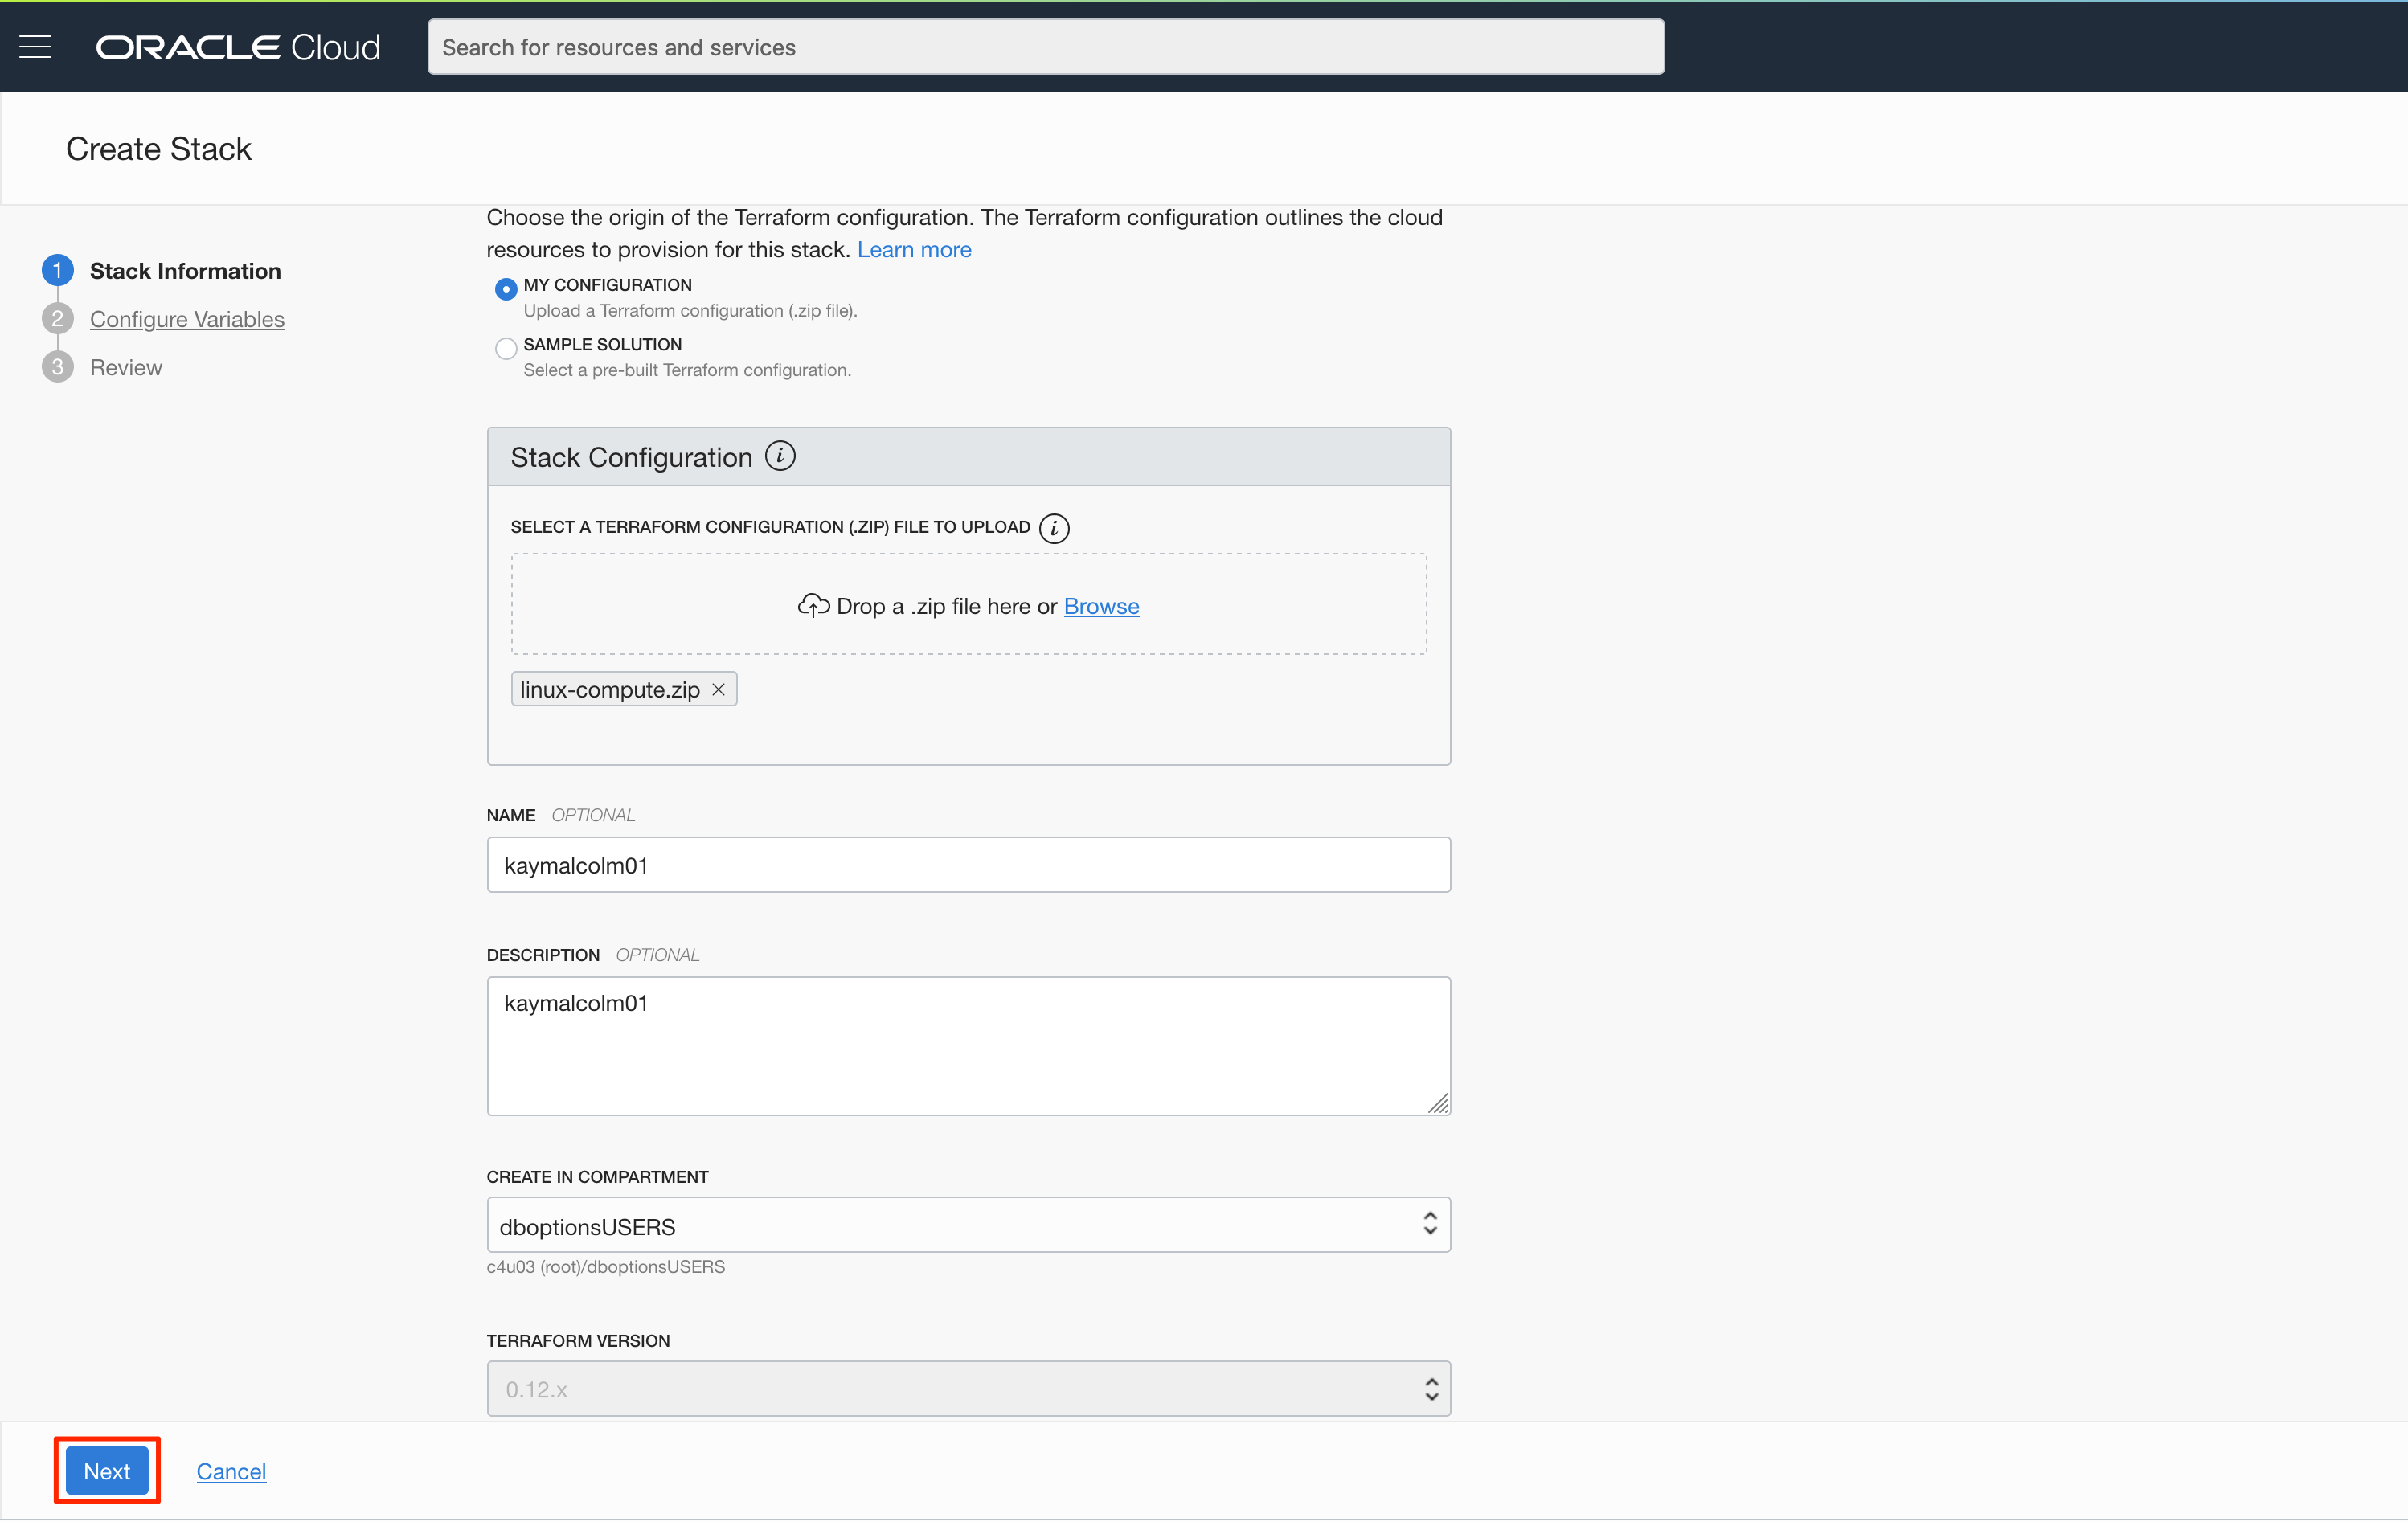 ORACLE Cloud
Search for resources and services
Create Stack
1 Stack Information
2 Configure Variables
3 Review
Choose the origin of the Terraform configuration. The Terraform configuration outlines the cloud
resources to provision for this stack. Learn more
MY CONFIGURATION
Upload a Terraform configuration (.zip file).
SAMPLE SOLUTION
Select a pre-built Terraform configuration.
Stack Configuration i
SELECT A TERRAFORM CONFIGURATION (.ZIP) FILE TO UPLOAD i
Drop a .zip file here or Browse
linux-compute.zip
NAME OPTIONAL
kaymalcolm01
DESCRIPTION OPTIONAL
kaymalcolm01
CREATE IN COMPARTMENT
dboptionsUSERS
c4u03 (root)/dboptionsUSERS
TERRAFORM VERSION
0.12.x
Next Cancel